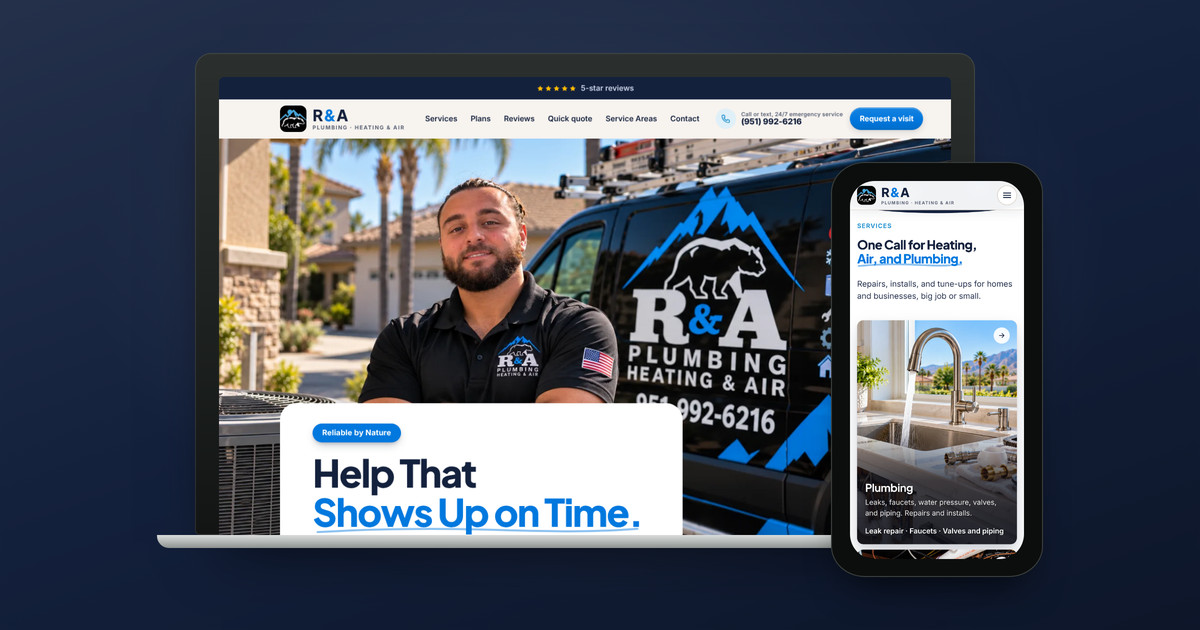 ★★★★★ 5-star reviews
R&A
PLUMBING · HEATING & AIR
Services Plans Reviews Quick quote Service Areas Contact
Call or text, 24/7 emergency service
(951) 992-6216
Request a visit
R&A
PLUMBING
HEATING & AIR
951 992-6216
R&A
PLUMBING
HEATING & AIR
Reliable by Nature
Help That
Shows Up on Time.
R&A
PLUMBING · HEATING & AIR
SERVICES
One Call for Heating,
Air, and Plumbing.
Repairs, installs, and tune-ups for homes
and businesses, big job or small.
Plumbing
Leaks, faucets, water pressure, valves,
and piping. Repairs and installs.
Leak repair · Faucets · Valves and piping